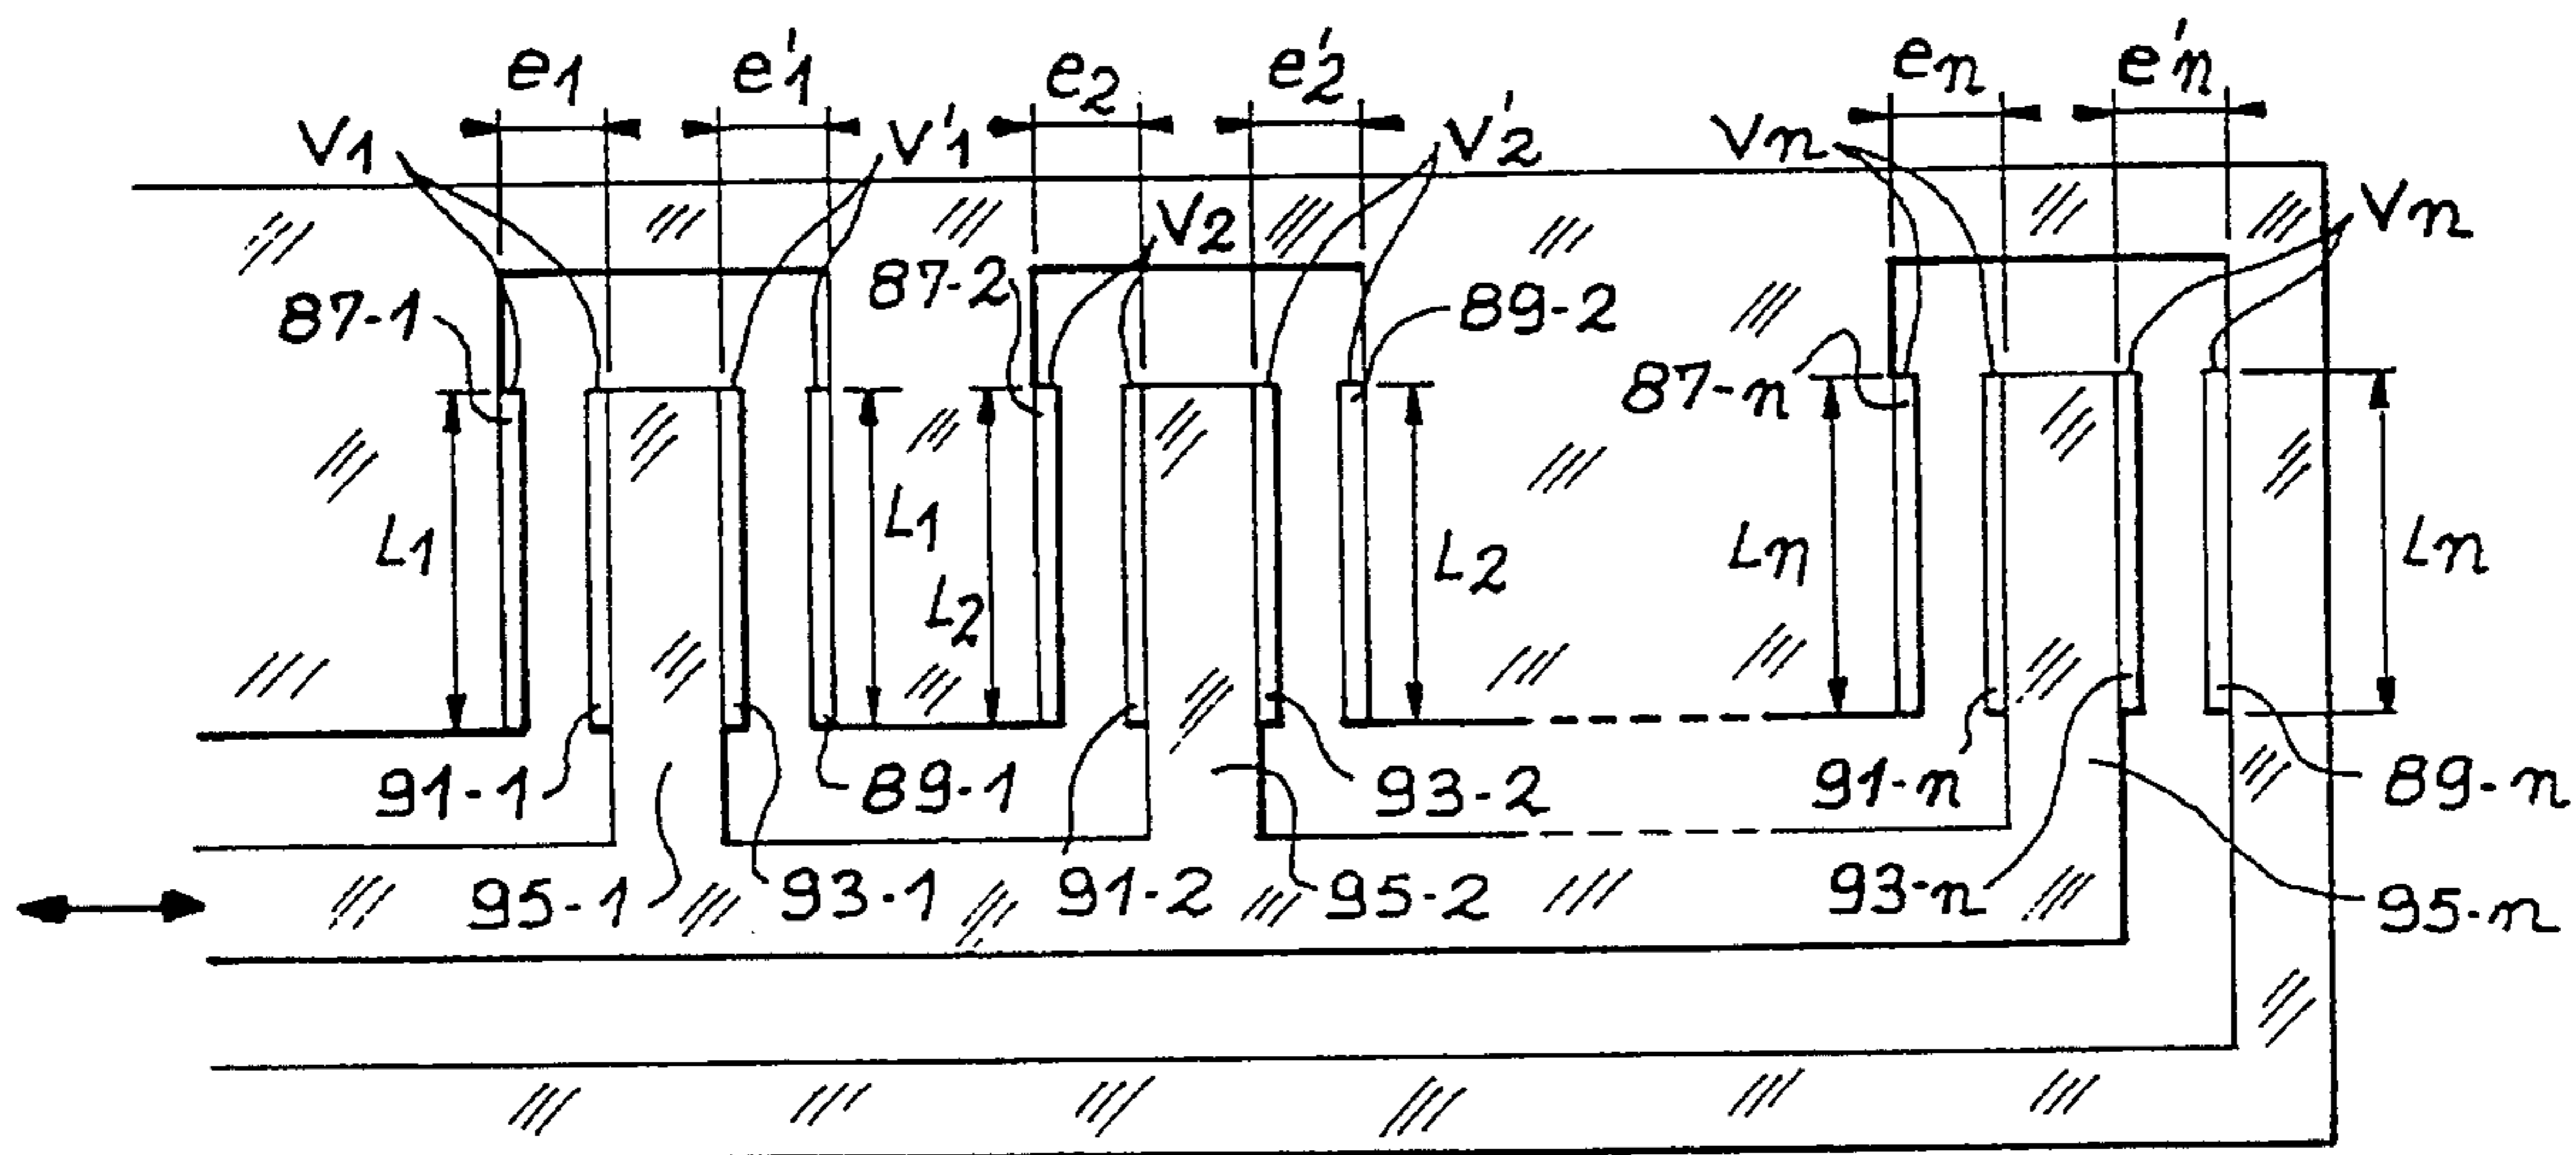 e1 e'1 e2 e'2 en e'n
V1 V'1 V'2 Vn
V2 Vn
87-1 87-2 89-2
87-n
L1 L1 L2 L2 Ln Ln
91-1 89-1 93-2 91-n 89-n
95-1 93-1 91-2 95-2 93-n 95-n